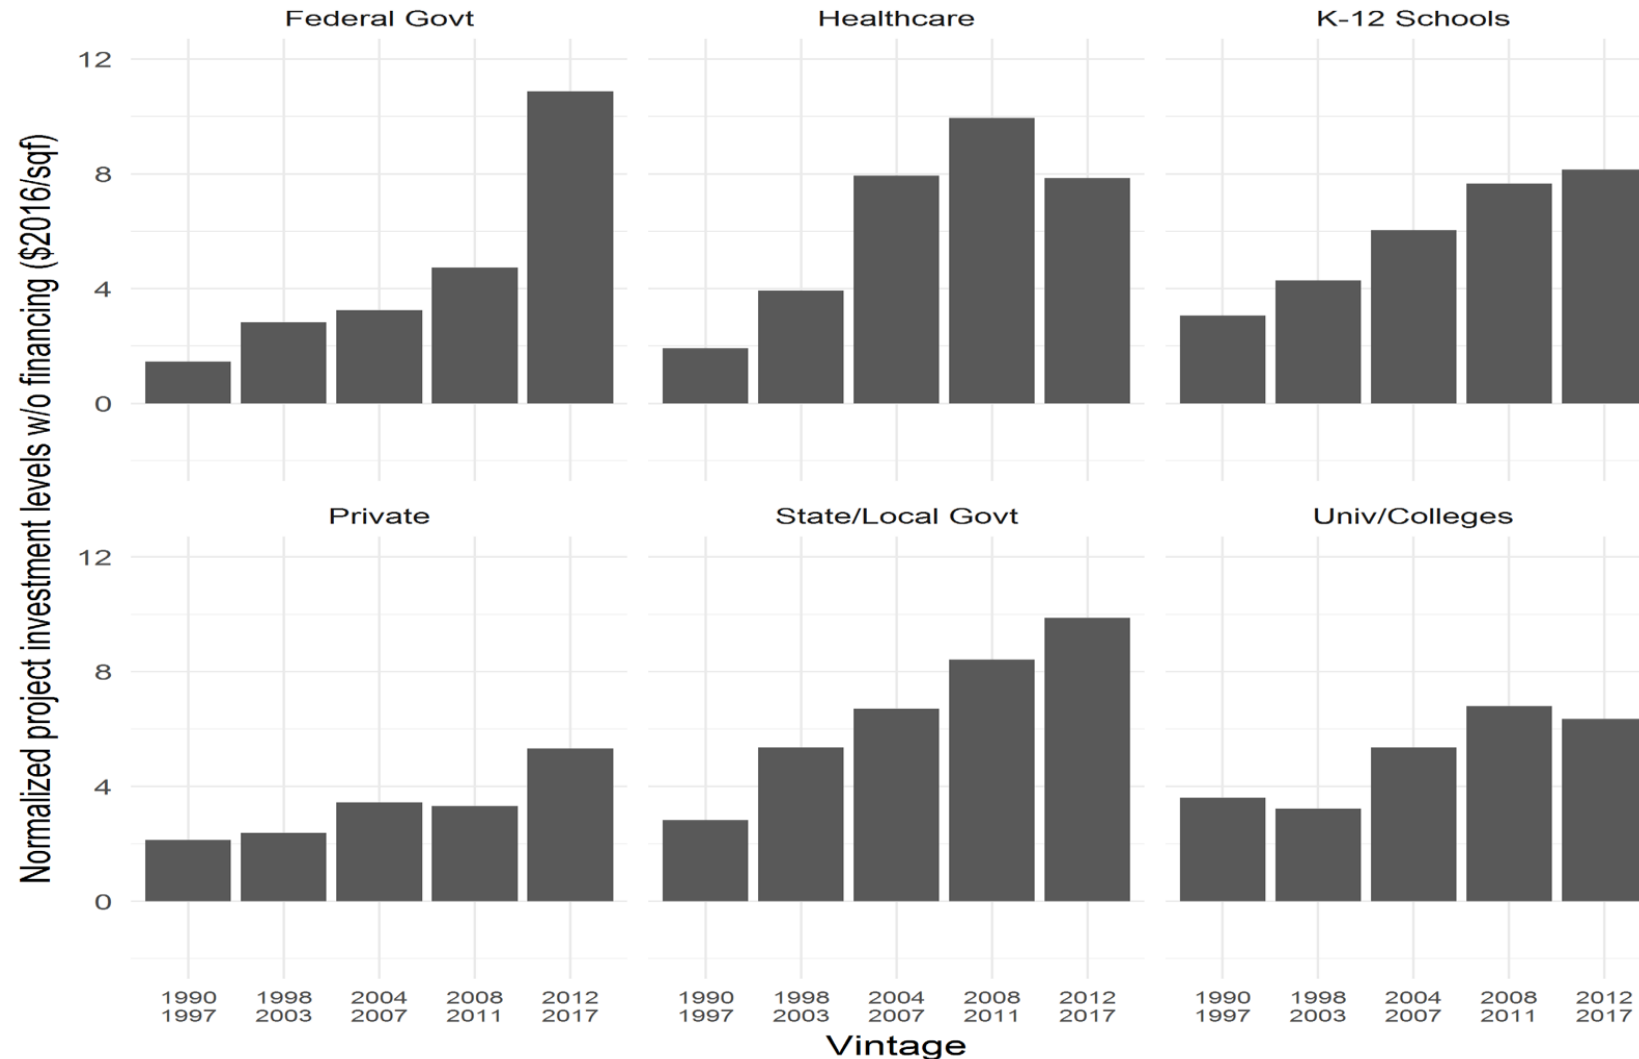 Federal Govt
Healthcare
K-12 Schools
12
8
4
0
Normalized project investment levels w/o financing ($2016/sqf)
Private
State/Local Govt
Univ/Colleges
12
8
4
0
1990 1998 2004 2008 2012
1997 2003 2007 2011 2017
1990 1998 2004 2008 2012
1997 2003 2007 2011 2017
1990 1998 2004 2008 2012
1997 2003 2007 2011 2017
Vintage